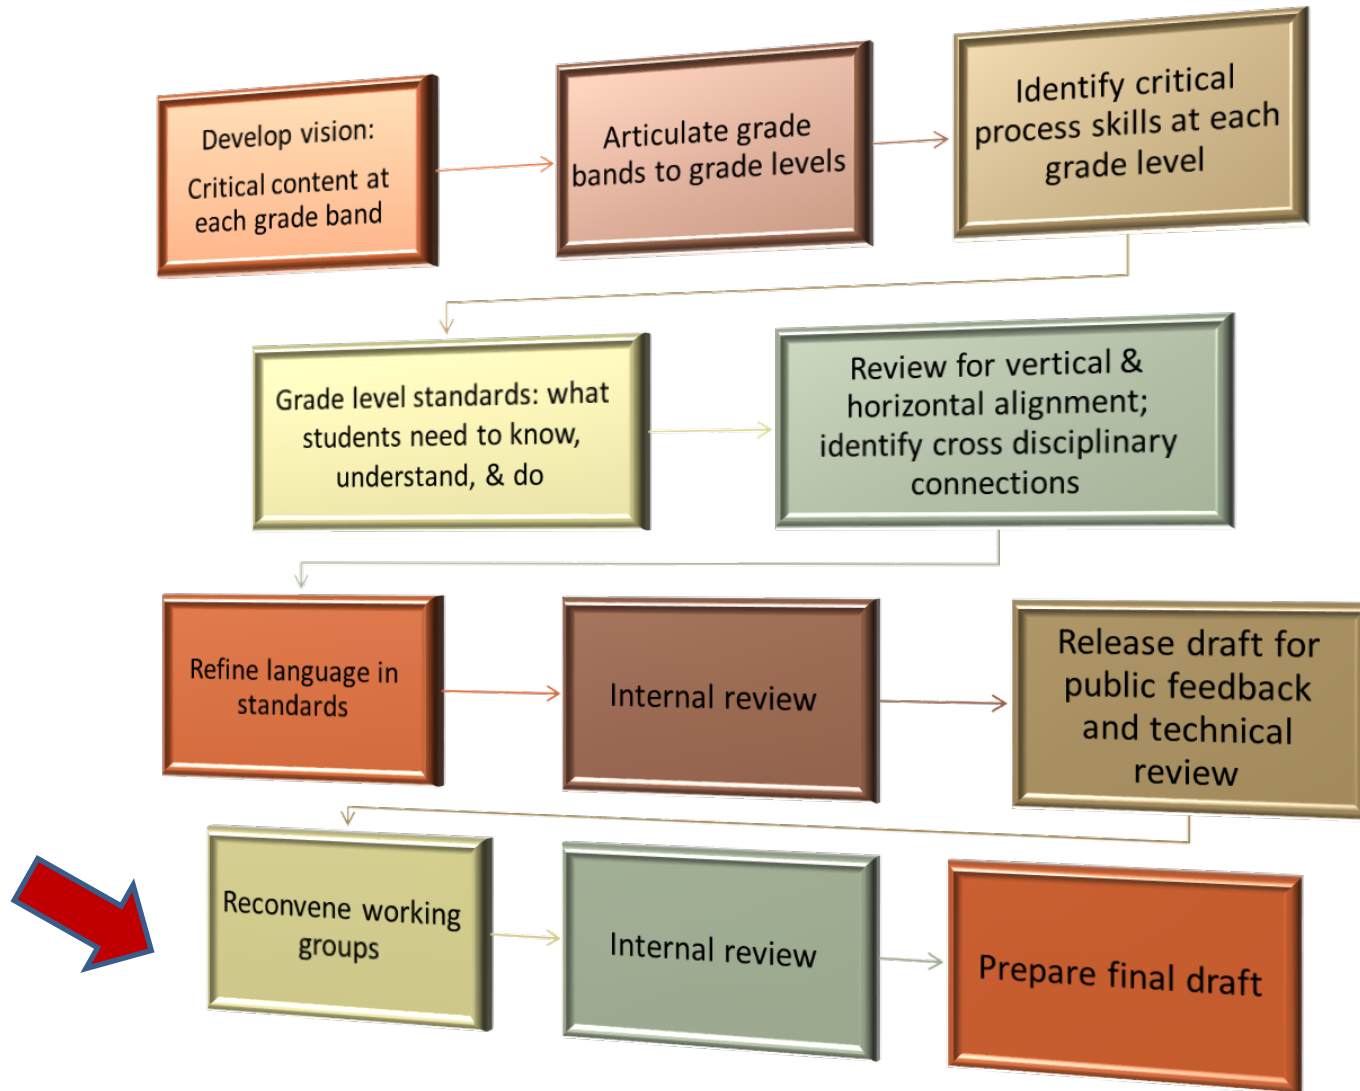 Develop vision:
Critical content at
each grade band
Articulate grade
bands to grade levels
Identify critical
process skills at each
grade level
Grade level standards: what
students need to know,
understand, & do
Review for vertical &
horizontal alignment;
identify cross disciplinary
connections
Refine language in
standards
Internal review
Release draft for
public feedback
and technical
review
Reconvene working
groups
Internal review
Prepare final draft